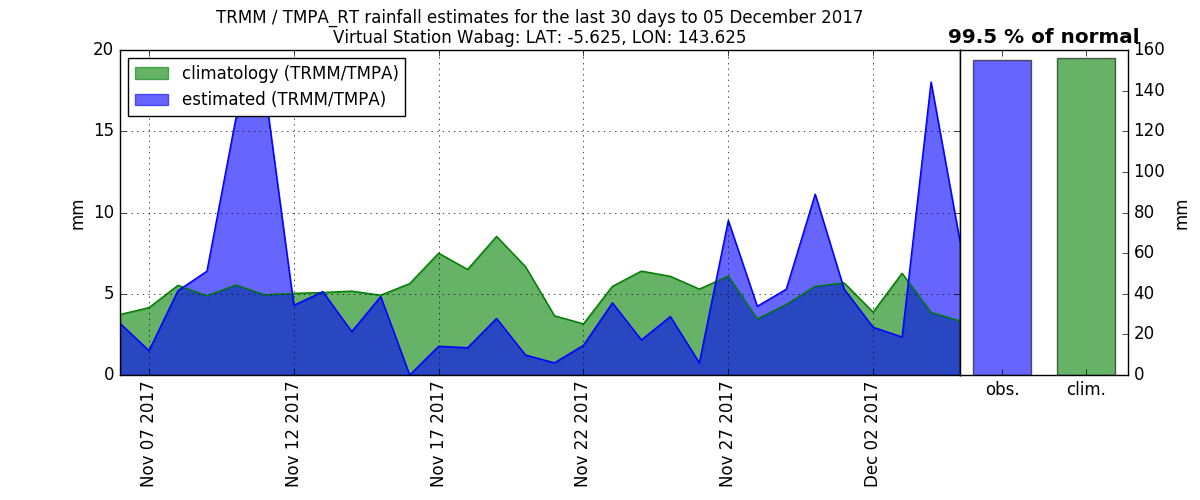 TRMM / TMPA_RT rainfall estimates for the last 30 days to 05 December 2017
Virtual Station Wabag: LAT: -5.625, LON: 143.625
99.5 % of normal
climatology (TRMM/TMPA)
estimated (TRMM/TMPA)
20
15
10
5
0
mm
Nov 07 2017
Nov 12 2017
Nov 17 2017
Nov 22 2017
Nov 27 2017
Dec 02 2017
160
140
120
100
80
60
40
20
0
mm
obs.
clim.